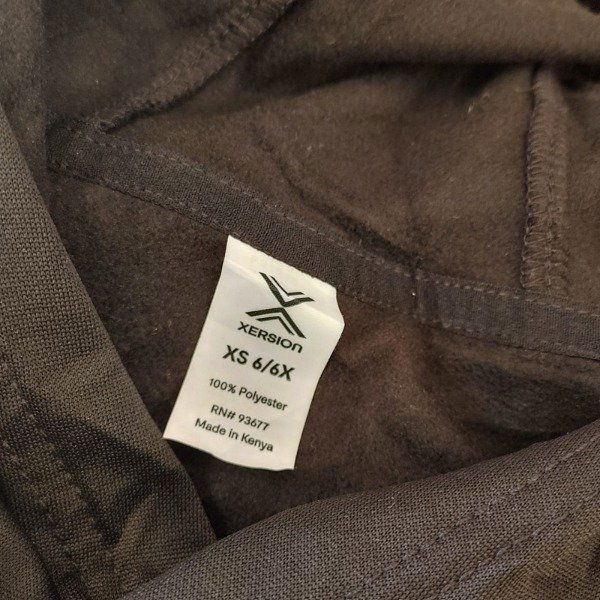 XERSION
XS 6/6X
100% Polyester
RN# 93677
Made in Kenya